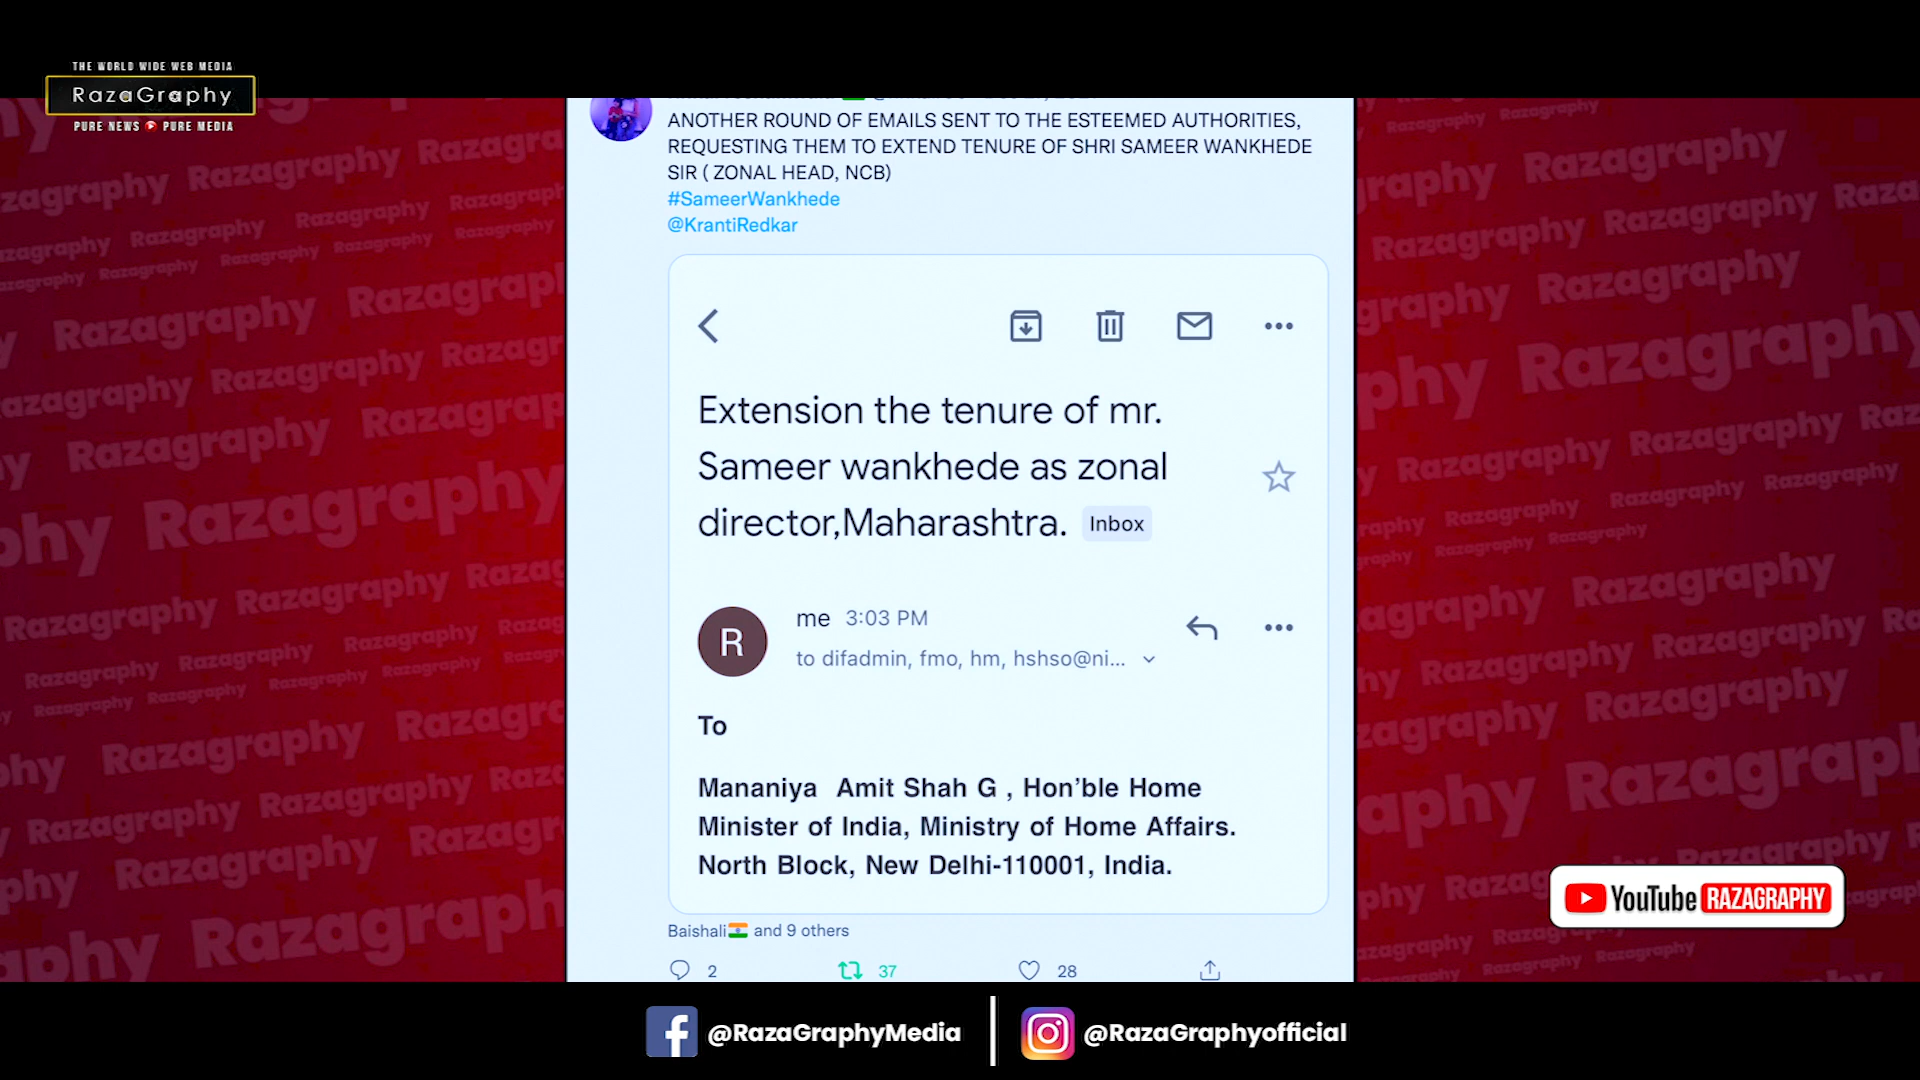 THE WORLD WIDE WEB MEDIA
RazaGraphy
PURE NEWS PURE MEDIA
ANOTHER ROUND OF EMAILS SENT TO THE ESTEEMED AUTHORITIES,
REQUESTING THEM TO EXTEND TENURE OF SHRI SAMEER WANKHEDE
SIR ( ZONAL HEAD, NCB)
#SameerWankhede
@KrantiRedkar
Extension the tenure of mr.
Sameer wankhede as zonal
director,Maharashtra. Inbox
R
me 3:03 PM
to difadmin, fmo, hm, hshso@ni...
To
Mananiya Amit Shah G , Hon’ble Home
Minister of India, Ministry of Home Affairs.
North Block, New Delhi-110001, India.
Baishali and 9 others
2 37 28
YouTube RAZAGRAPHY
@RazaGraphyMedia
@RazaGraphyofficial